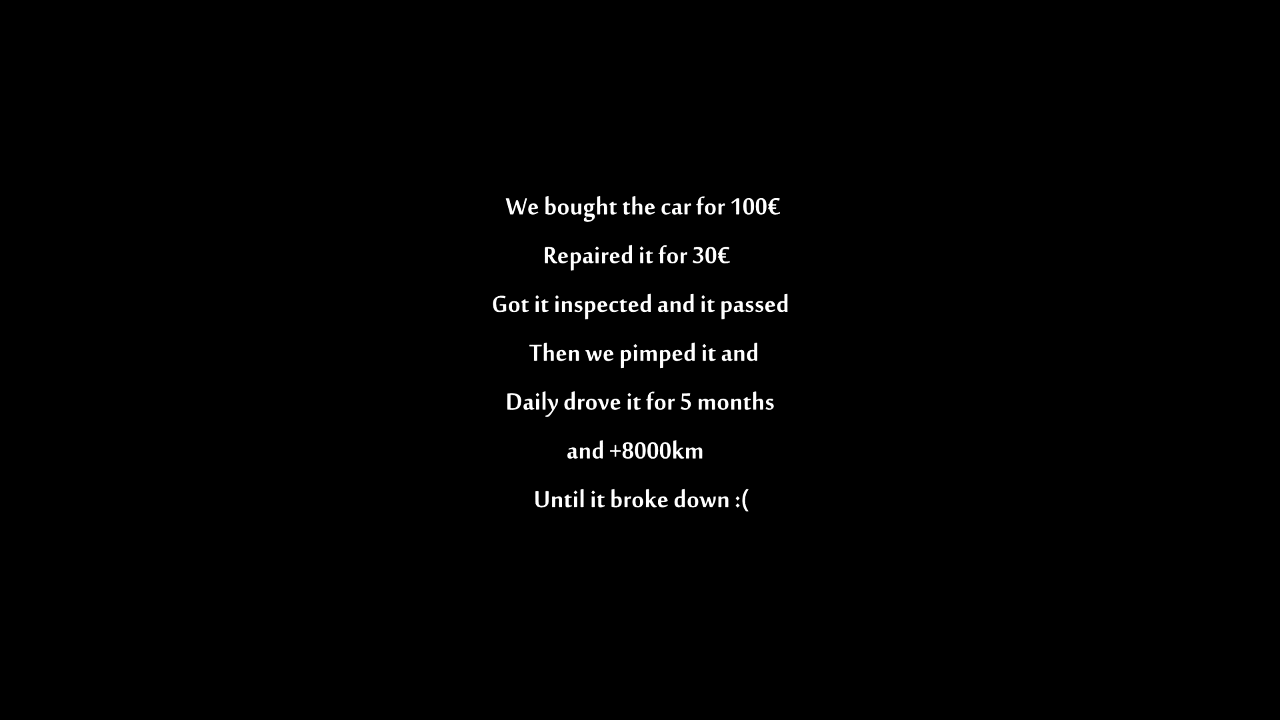 We bought the car for 100€
Repaired it for 30€
Got it inspected and it passed
Then we pimped it and
Daily drove it for 5 months
and +8000km
Until it broke down :(